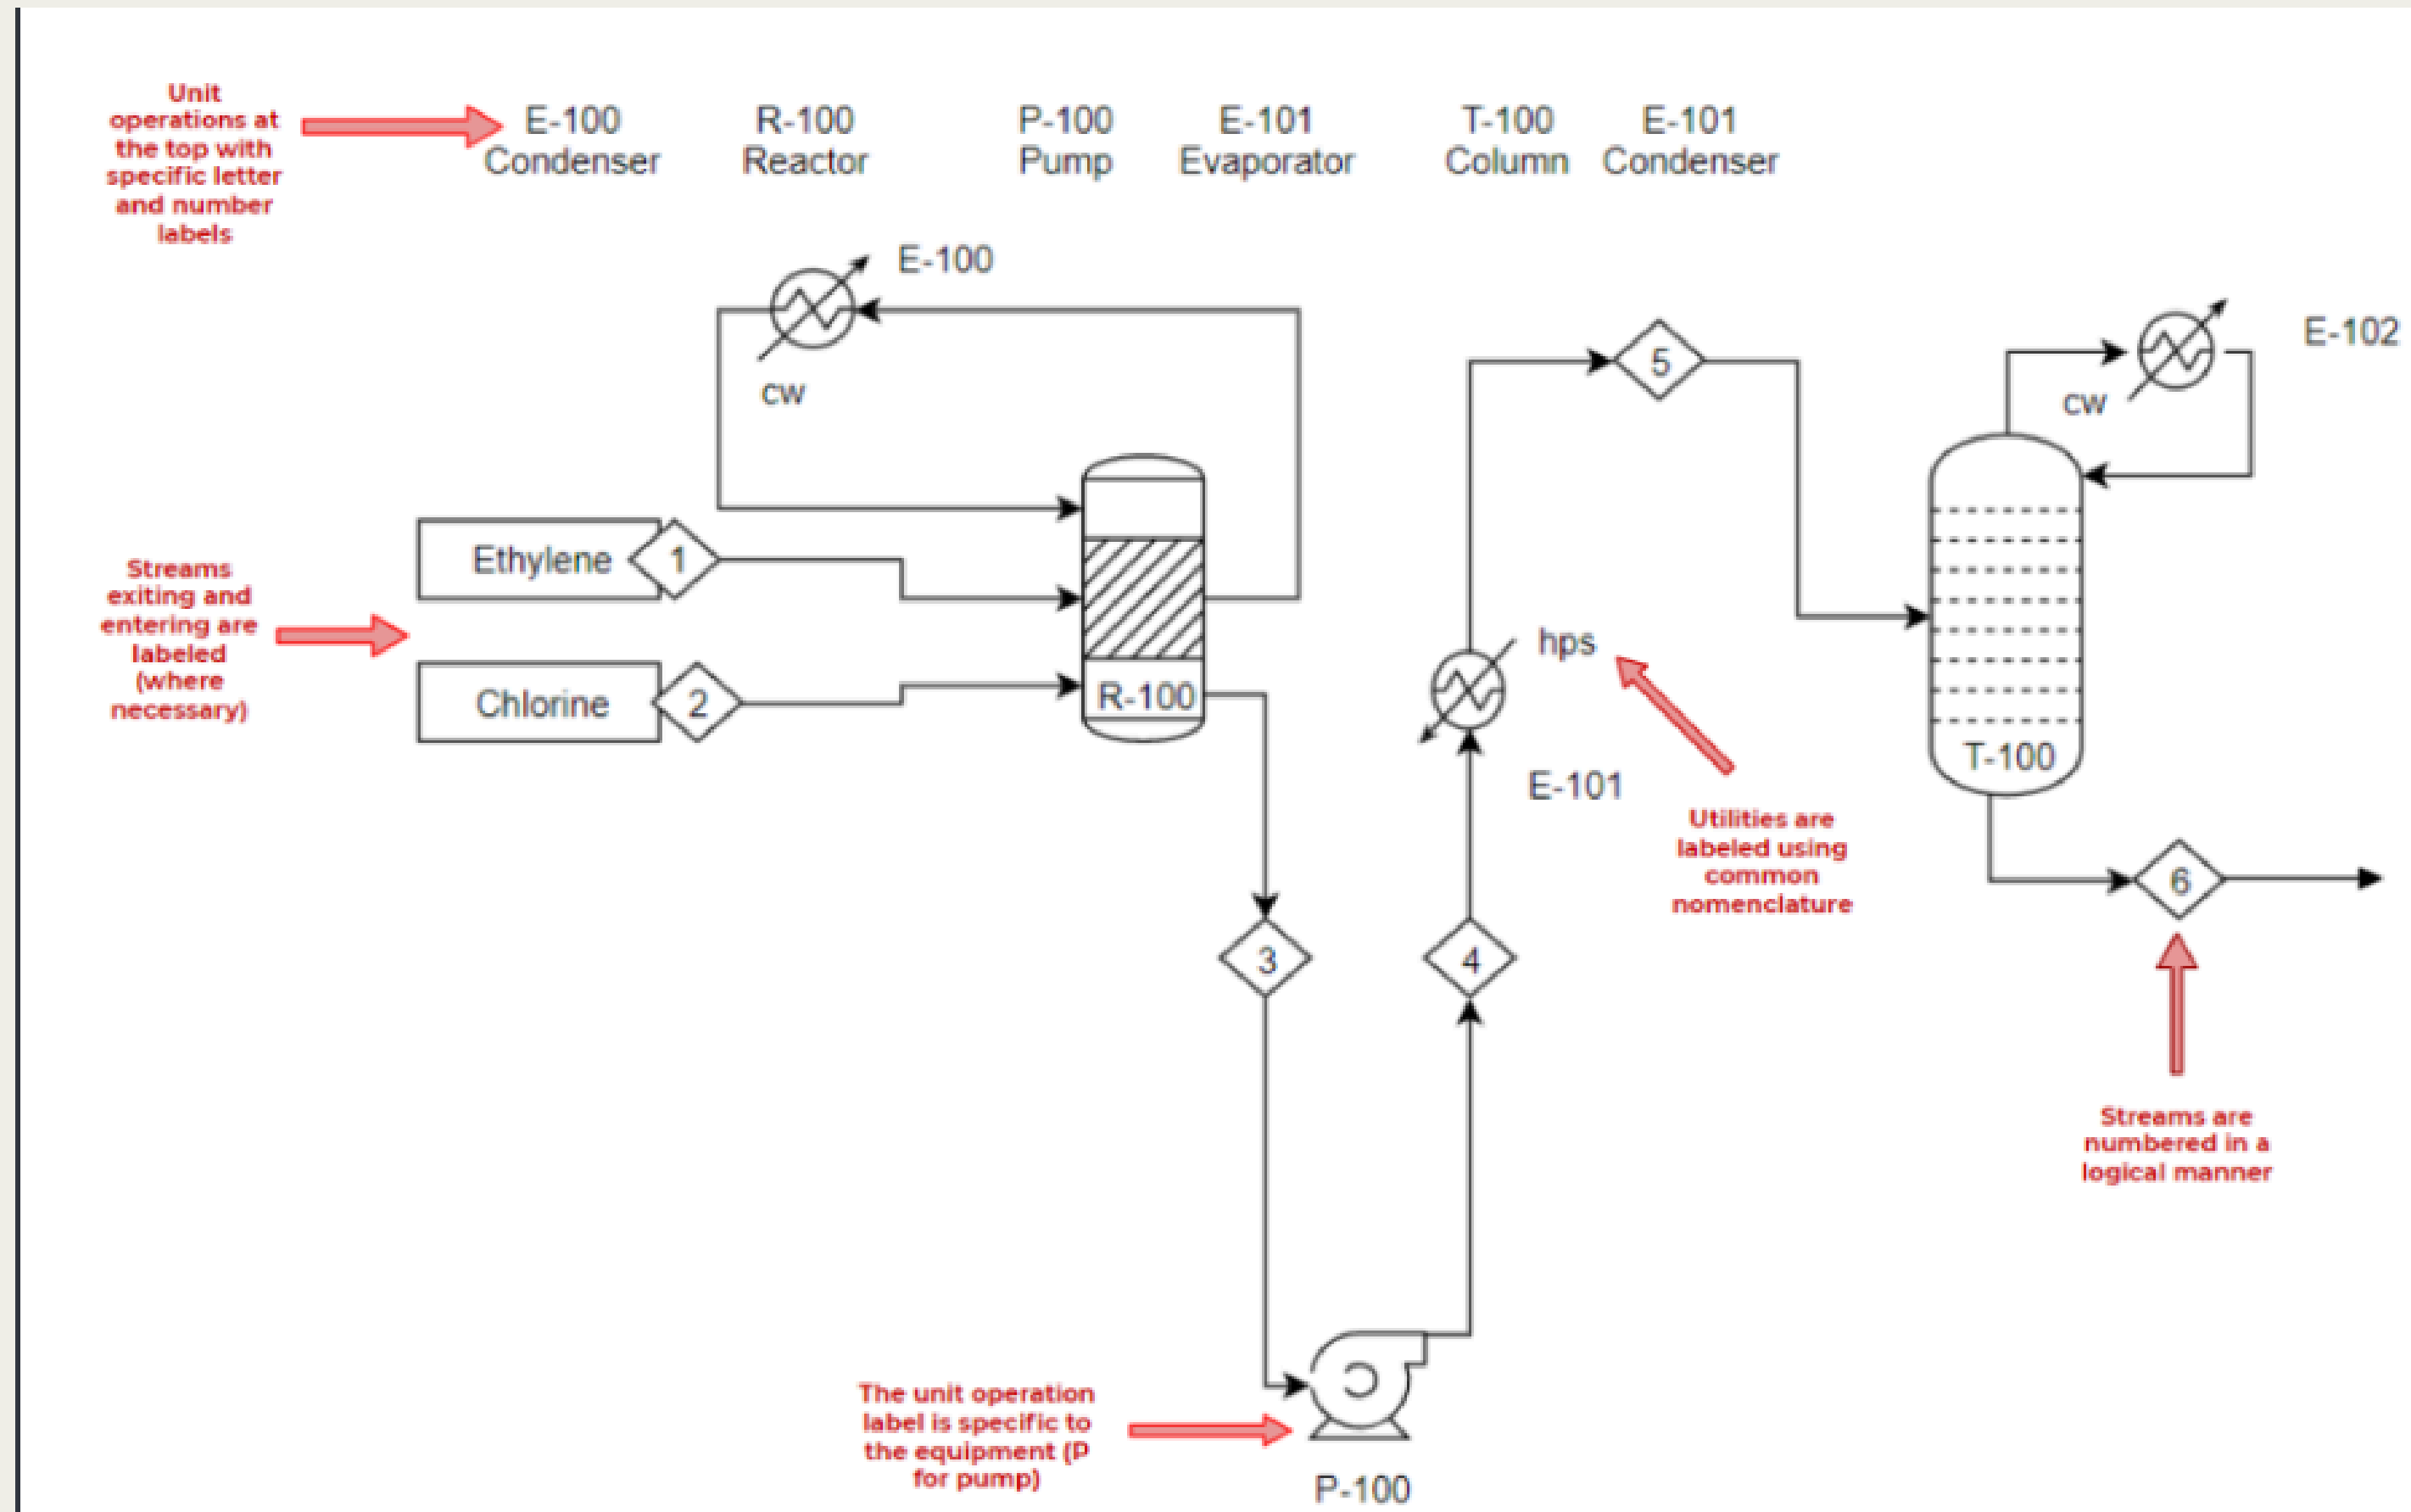 Unit
operations at
the top with
specific letter
and number
labels
E-100
Condenser
R-100
Reactor
P-100
Pump
E-101
Evaporator
T-100
Column
E-101
Condenser
E-100
cw
E-102
cw
5
Ethylene
1
Streams
exiting and
entering are
labeled
(where
necessary)
Chlorine
2
R-100
hps
E-101
T-100
Utilities are
labeled using
common
nomenclature
6
3
4
Streams are
numbered in a
logical manner
The unit operation
label is specific to
the equipment (P
for pump)
P-100